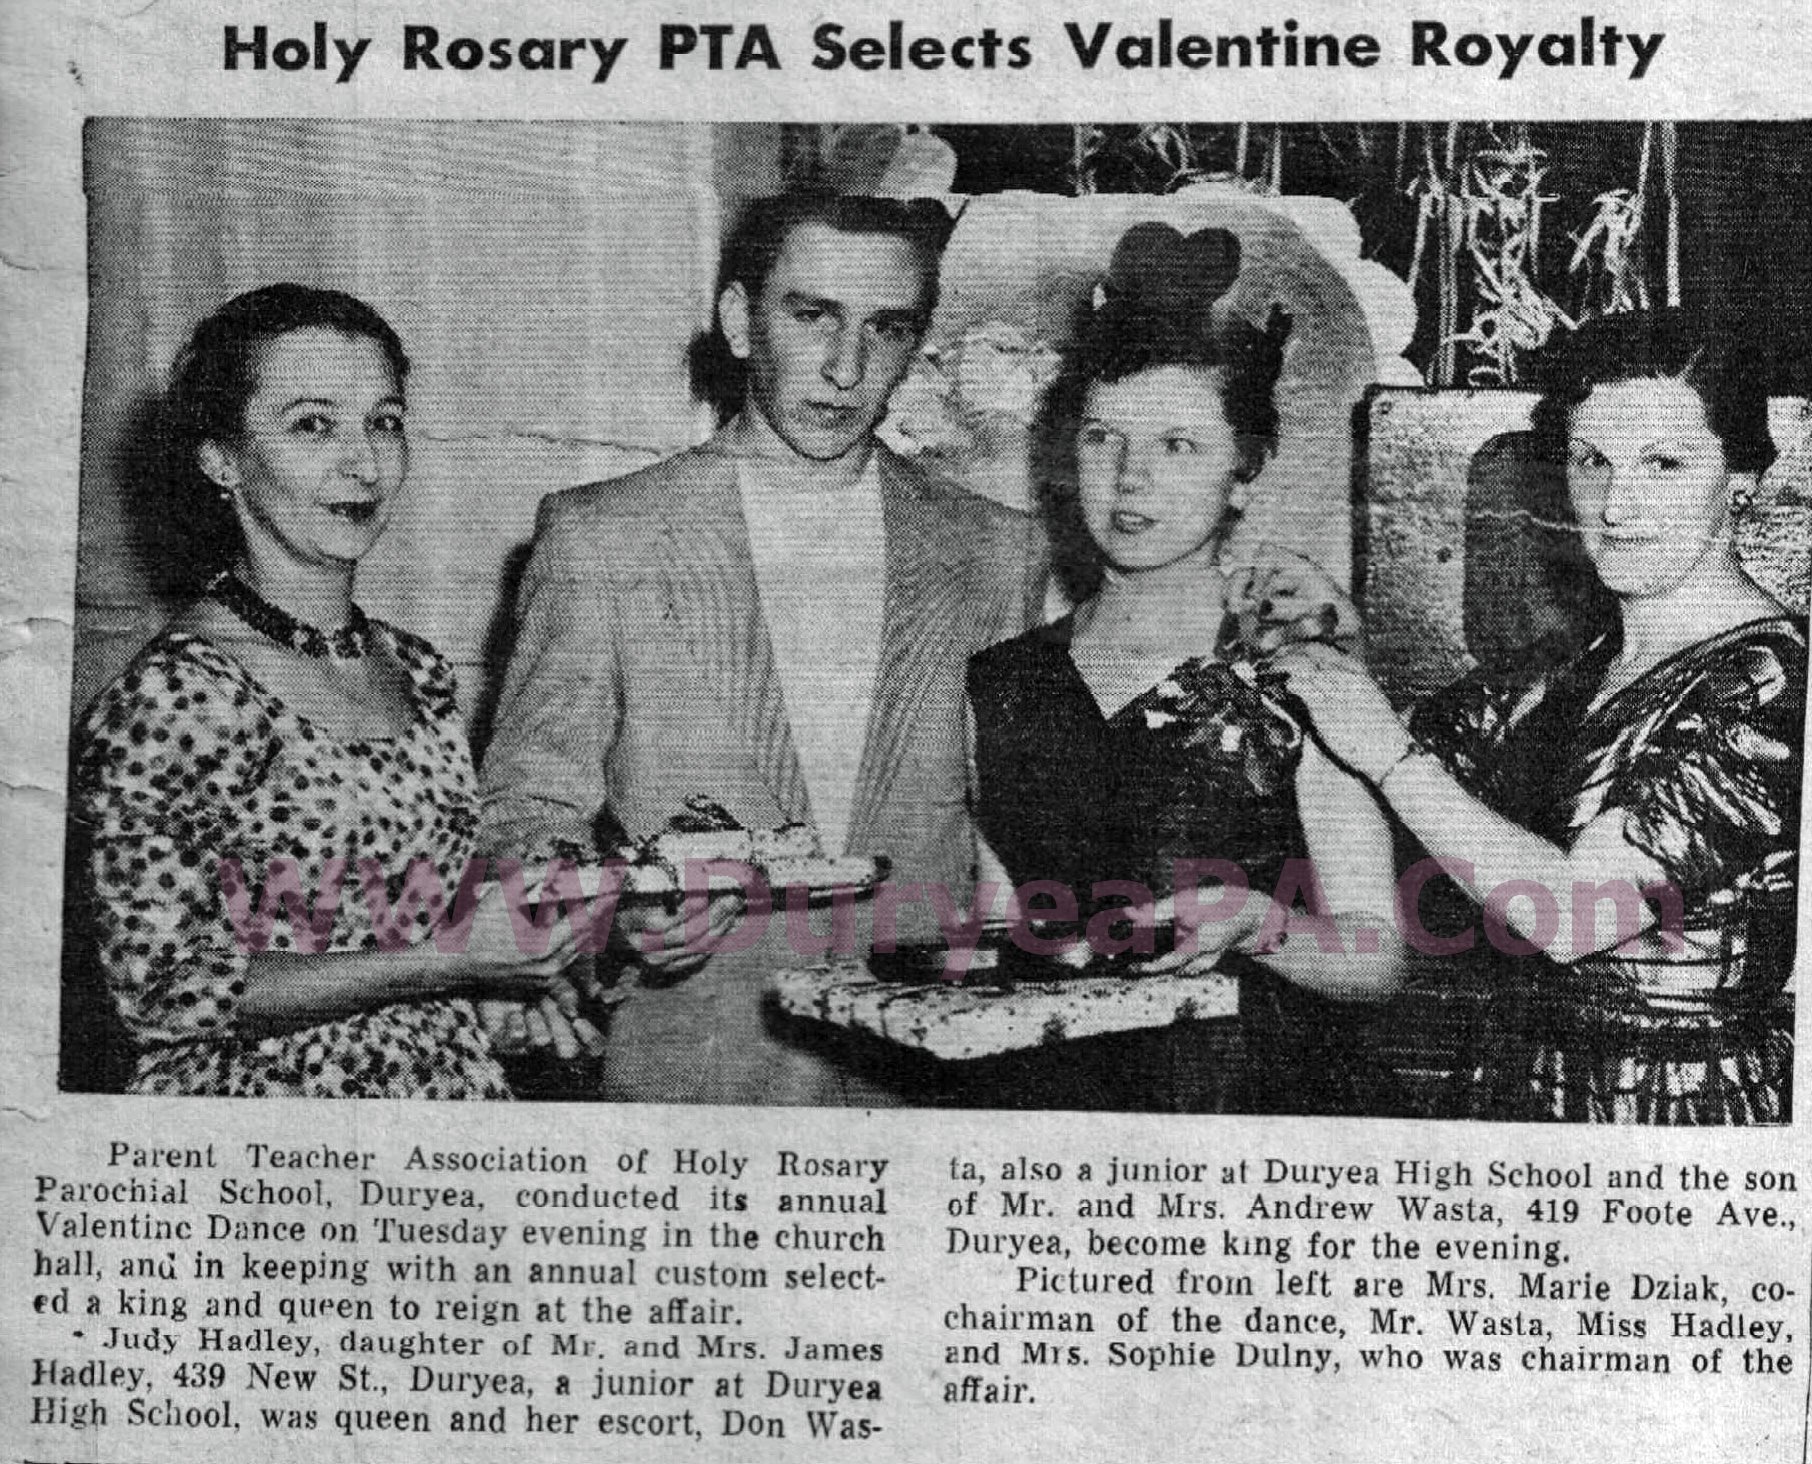 Holy Rosary PTA Selects Valentine Royalty
WWW.DuryeaPA.Com
Parent Teacher Association of Holy Rosary
Parochial School, Duryea, conducted its annual
Valentine Dance on Tuesday evening in the church
hall, and in keeping with an annual custom select-
ed a king and queen to reign at the affair.
Judy Hadley, daughter of Mr. and Mrs. James
Hadley, 439 New St., Duryea, a junior at Duryea
High School, was queen and her escort, Don Was-
ta, also a junior at Duryea High School and the son
of Mr. and Mrs. Andrew Wasta, 419 Foote Ave.,
Duryea, become king for the evening.
Pictured from left are Mrs. Marie Dziak, co-
chairman of the dance, Mr. Wasta, Miss Hadley,
and Mrs. Sophie Dulny, who was chairman of the
affair.